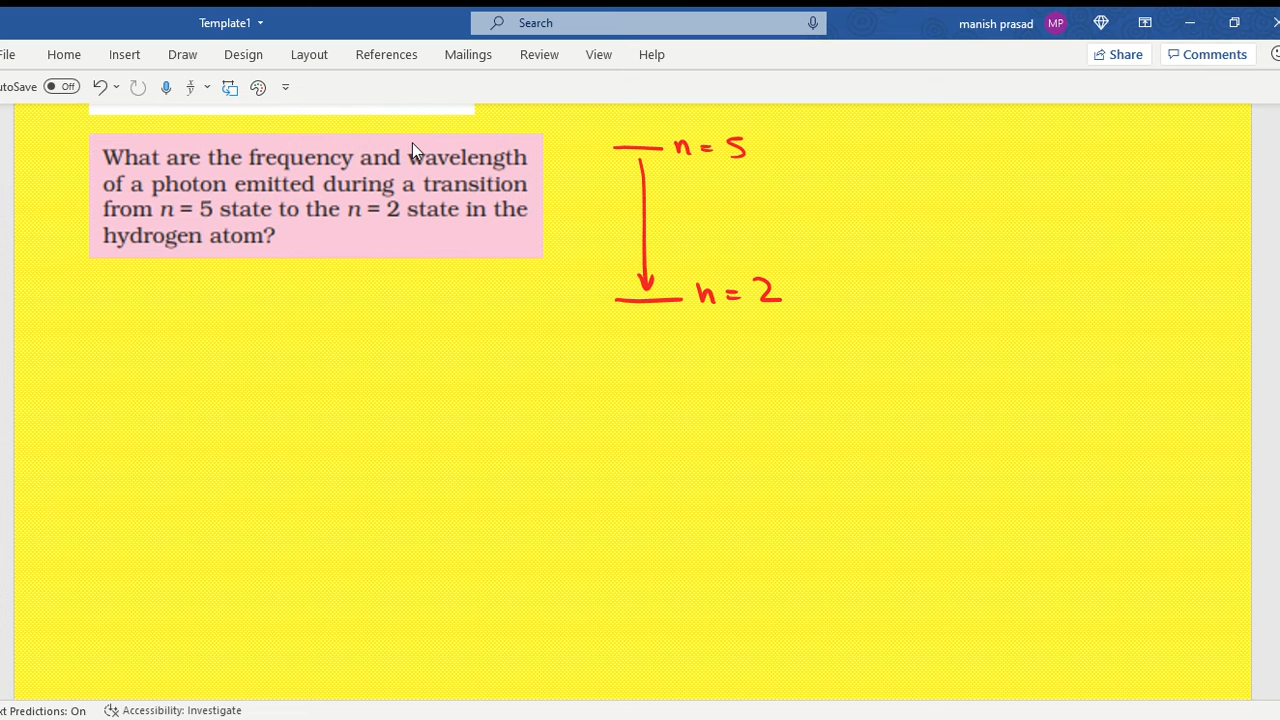 Template1
Search
manish prasad
MP
File
Home
Insert
Draw
Design
Layout
References
Mailings
Review
View
Help
Share
Comments
utoSave
Off
What are the frequency and wavelength
of a photon emitted during a transition
from n = 5 state to the n = 2 state in the
hydrogen atom?
n = 5
n = 2
xt Predictions: On
Accessibility: Investigate